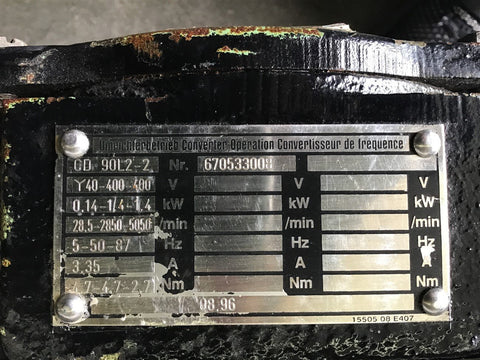 Umrichterbetrieb Converter Operation Convertisseur de frequence
GD 90L2-2 Nr. 670533008
Y40-400-400 V V V
0,14-1,4-1,4 kW kW kW
28.5-2850-5050 /min /min /min
5-50-87 Hz Hz Hz
3,35 A A A
4,7-4,7-2,7 Nm Nm Nm
08.96
15505 08 E407